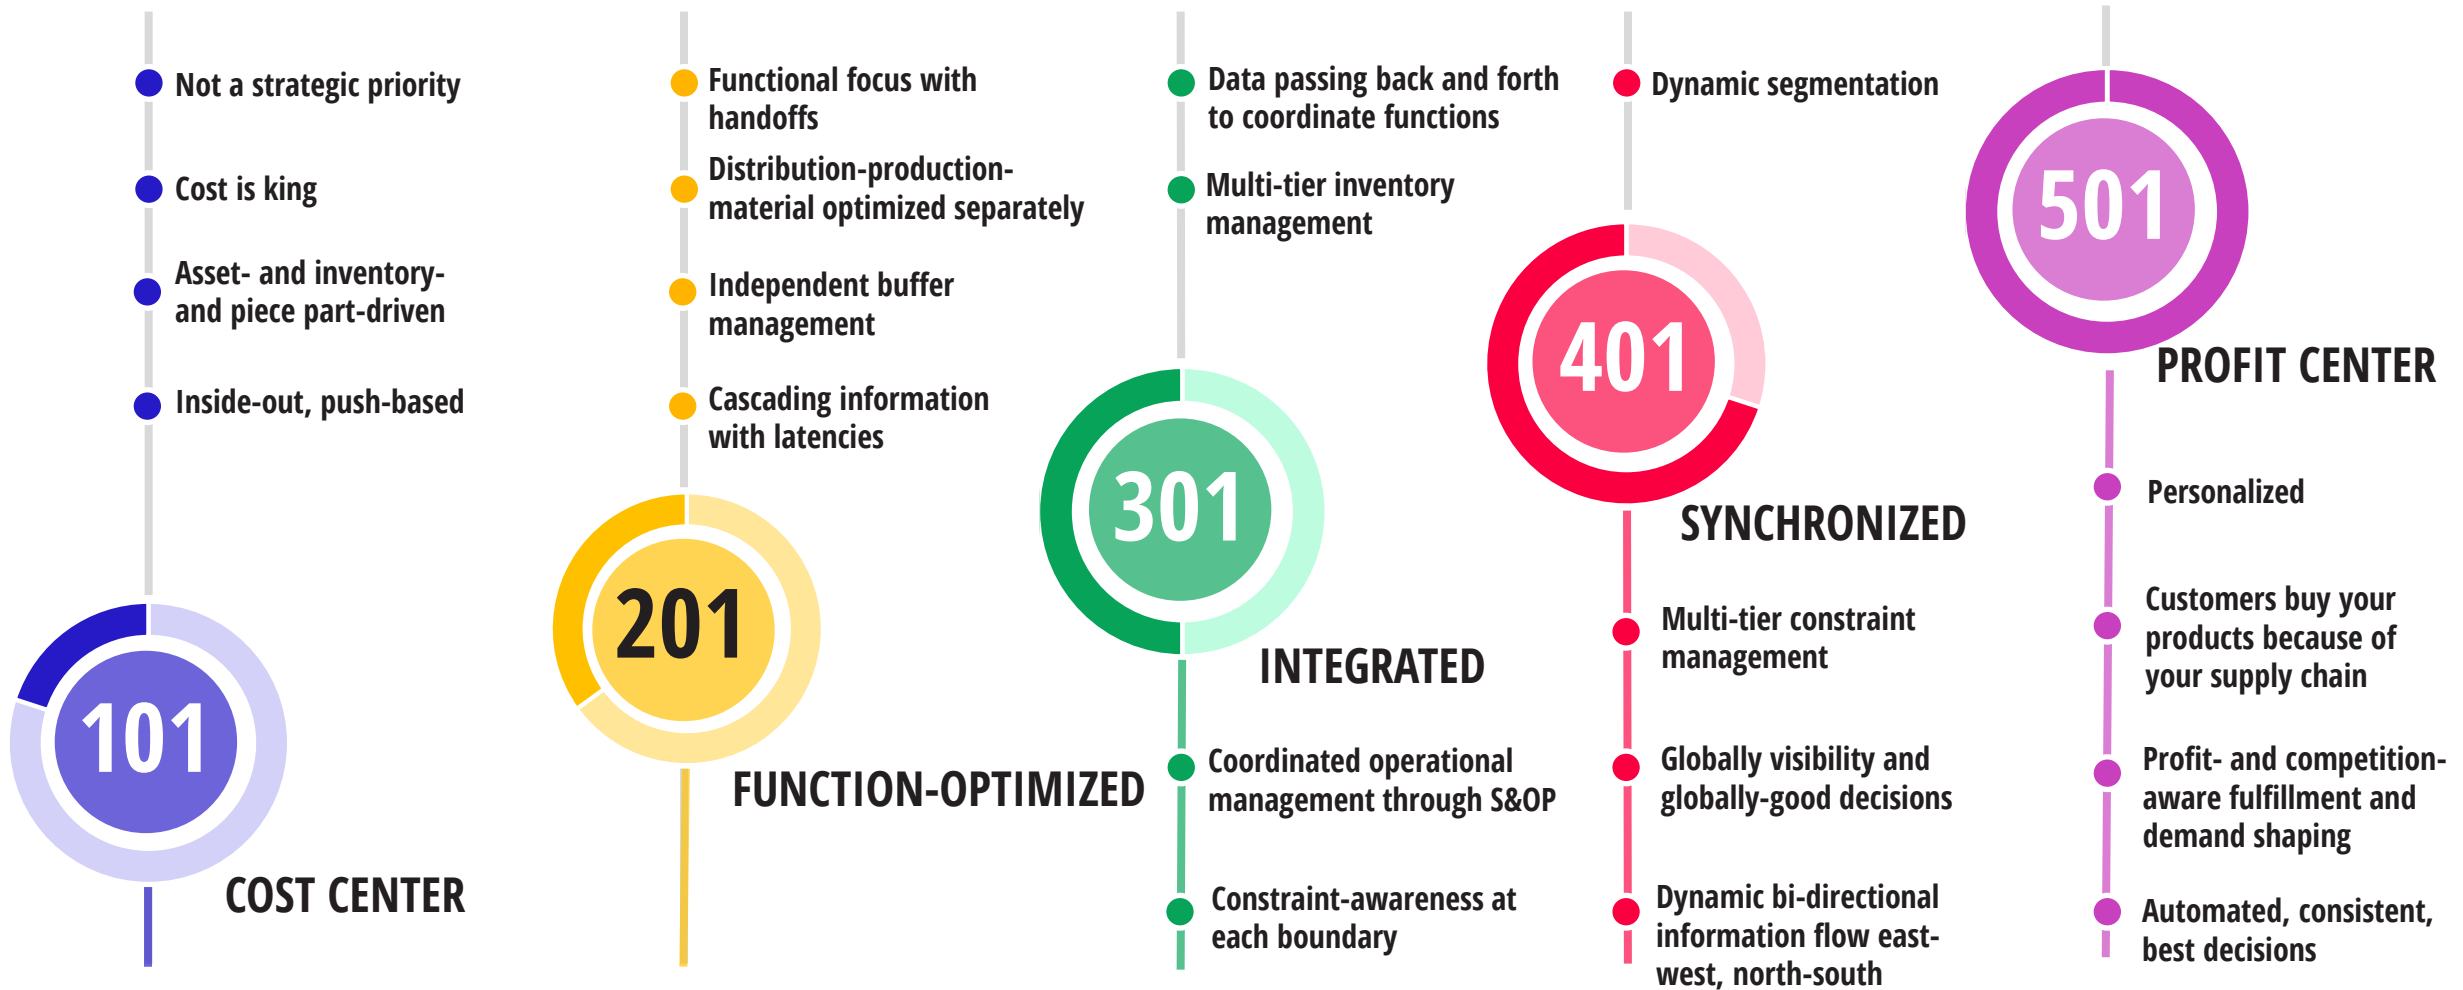 Not a strategic priority
Cost is king
Asset- and inventory-
and piece part-driven
Inside-out, push-based
101
COST CENTER
Functional focus with
handoffs
Distribution-production-
material optimized separately
Independent buffer
management
Cascading information
with latencies
201
FUNCTION-OPTIMIZED
Data passing back and forth
to coordinate functions
Multi-tier inventory
management
301
INTEGRATED
Coordinated operational
management through S&OP
Constraint-awareness at
each boundary
Dynamic segmentation
401
SYNCHRONIZED
Multi-tier constraint
management
Globally visibility and
globally-good decisions
Dynamic bi-directional
information flow east-
west, north-south
501
PROFIT CENTER
Personalized
Customers buy your
products because of
your supply chain
Profit- and competition-
aware fulfillment and
demand shaping
Automated, consistent,
best decisions